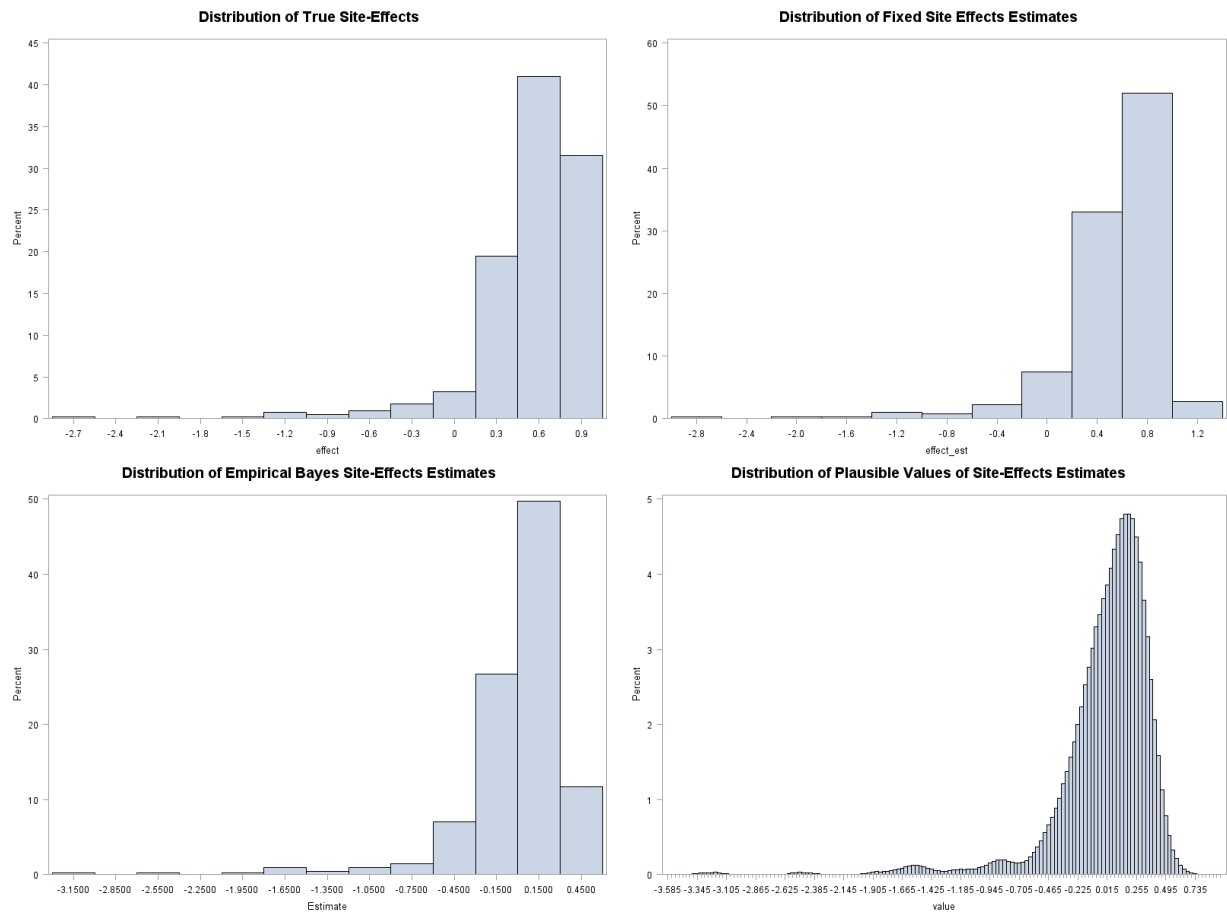 Distribution of True Site-Effects
45
40
35
30
25
20
15
10
5
0
Percent
-2.7 -2.4 -2.1 -1.8 -1.5 -1.2 -0.9 -0.6 -0.3 0 0.3 0.6 0.9
effect
Distribution of Fixed Site Effects Estimates
60
50
40
30
20
10
0
Percent
-2.8 -2.4 -2.0 -1.6 -1.2 -0.8 -0.4 0 0.4 0.8 1.2
effect_est
Distribution of Empirical Bayes Site-Effects Estimates
50
40
30
20
10
0
Percent
-3.1500 -2.8500 -2.5500 -2.2500 -1.9500 -1.6500 -1.3500 -1.0500 -0.7500 -0.4500 -0.1500 0.1500 0.4500
Estimate
Distribution of Plausible Values of Site-Effects Estimates
5
4
3
2
1
0
Percent
-3.585 -3.345 -3.105 -2.865 -2.625 -2.385 -2.145 -1.905 -1.665 -1.425 -1.185 -0.945 -0.705 -0.465 -0.225 0.015 0.255 0.495 0.735
value